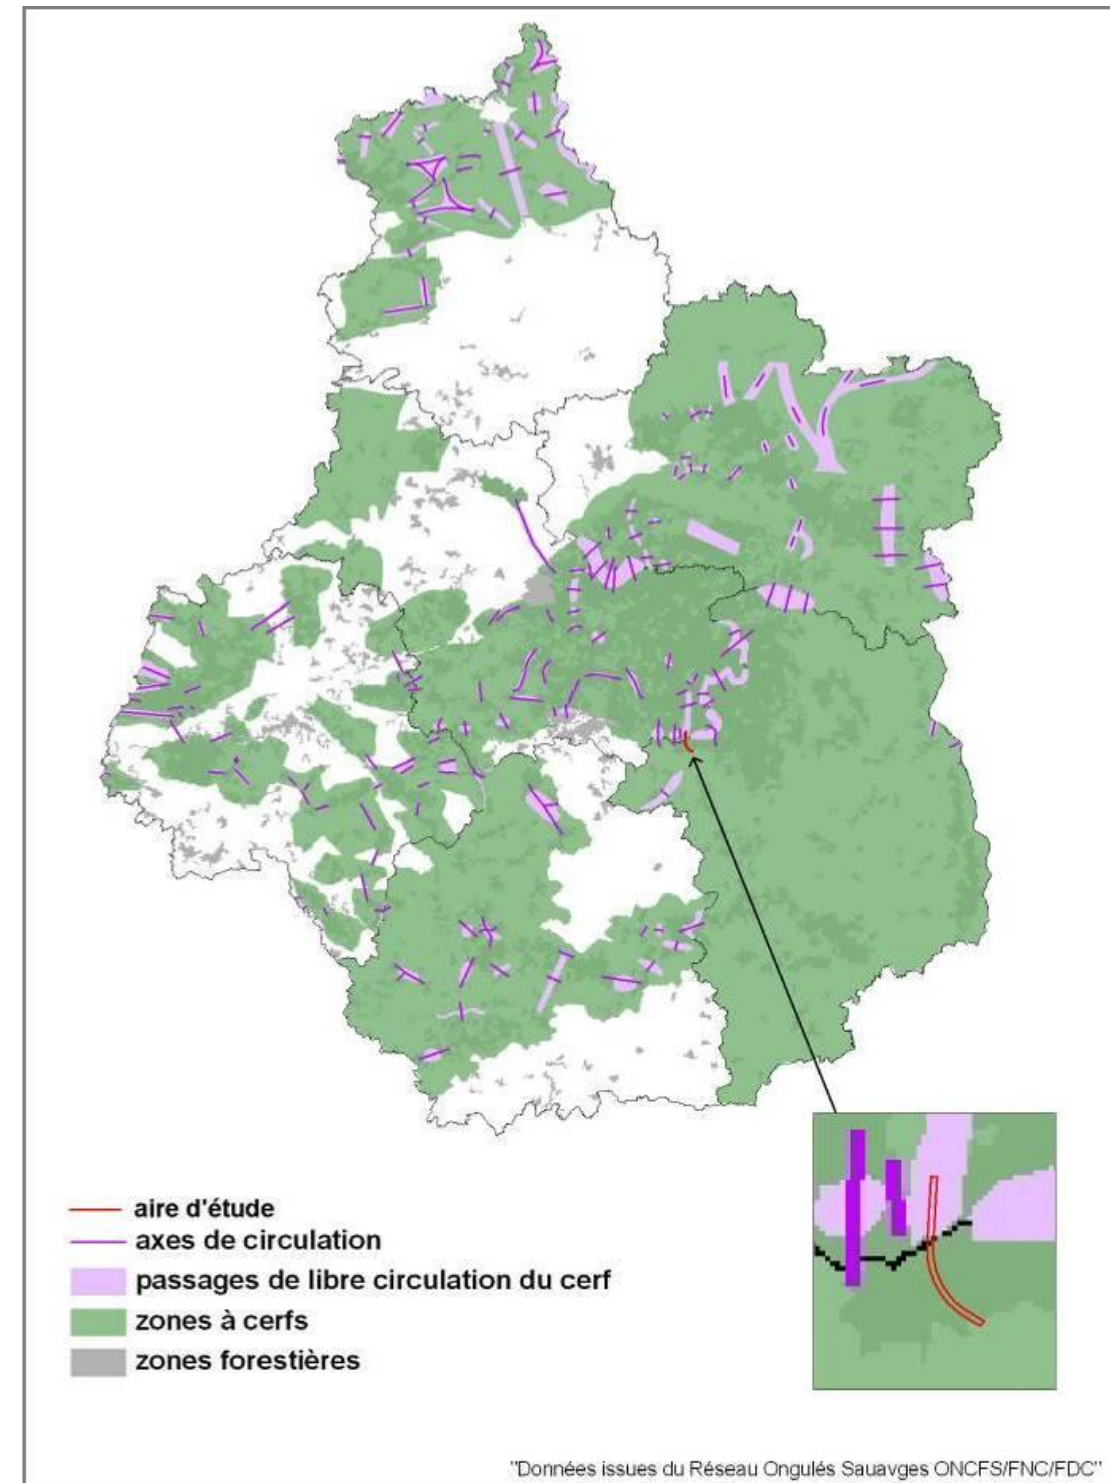 aire d'étude
axes de circulation
passages de libre circulation du cerf
zones à cerfs
zones forestières
"Données issues du Réseau Ongulés Sauavges ONCFS/FNC/FDC"